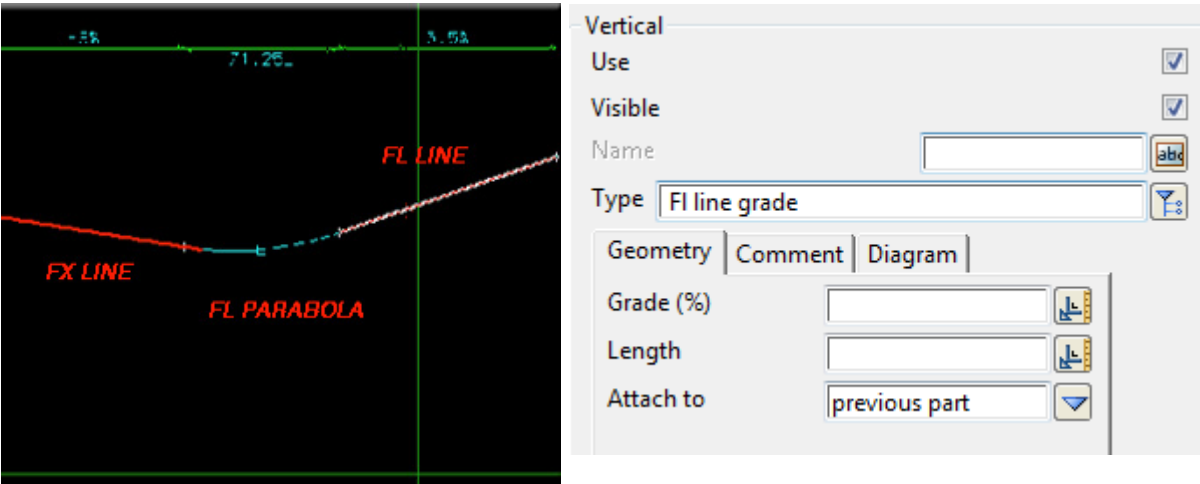 3.5%
71.25
FL LINE
FX LINE
FL PARABOLA
Vertical
Use
Visible
Name
abc
Type
Fl line grade
Geometry
Comment
Diagram
Grade (%)
Length
Attach to
previous part